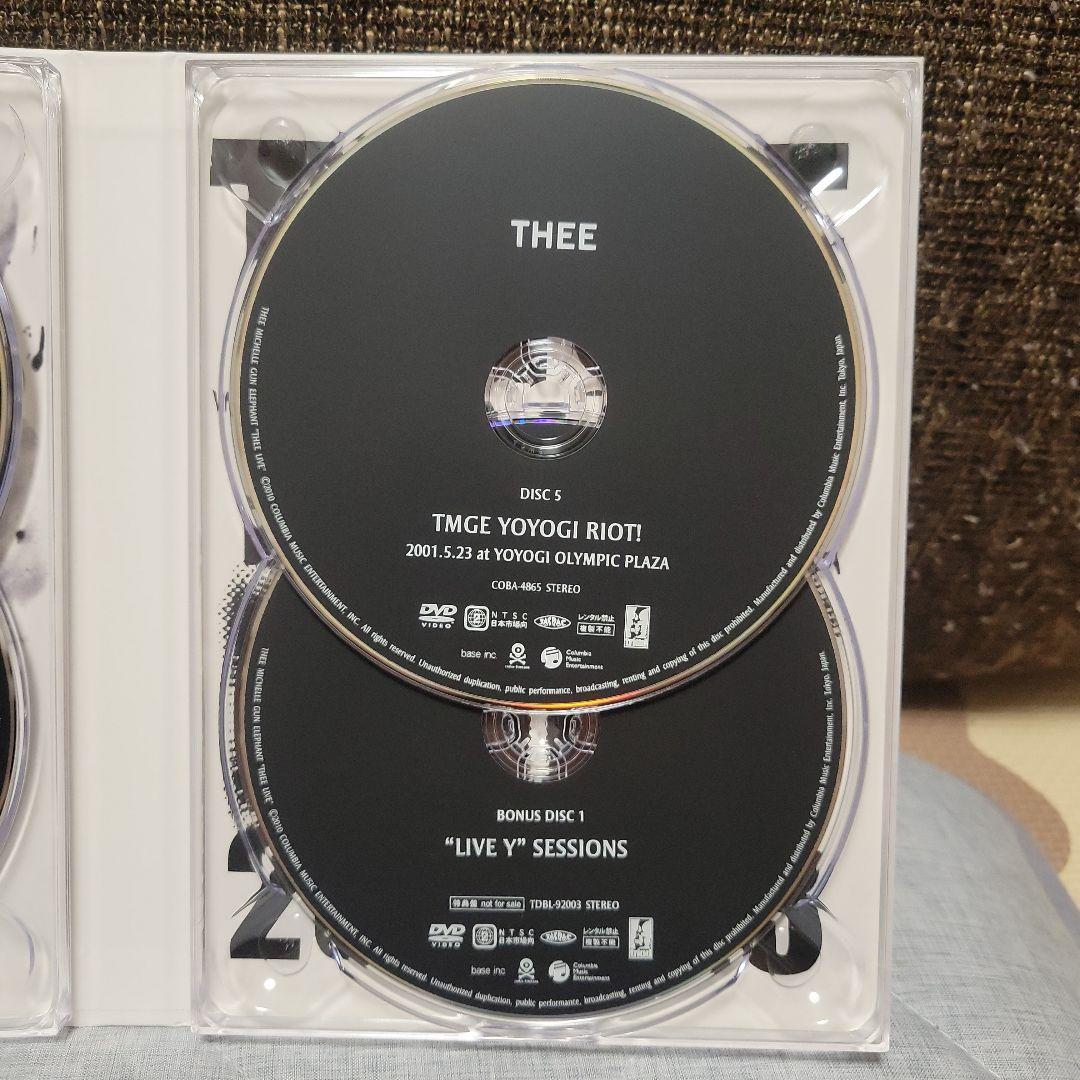 THEE
DISC 5
TMGE YOYOGI RIOT!
2001.5.23 at YOYOGI OLYMPIC PLAZA
COBA-4865 STEREO
DVD VIDEO
NTSC
日本市場向
2
レンタル禁止
複製不能
base inc
Columbia
Music
Entertainment
THEE MICHELLE GUN ELEPHANT "THEE LIVE" ©2010 COLUMBIA MUSIC ENTERTAINMENT, INC. All rights reserved. Unauthorized duplication, public performance, broadcasting, renting and copying of this disc prohibited. Manufactured and distributed by Columbia Music Entertainment, Inc. Tokyo, Japan.
BONUS DISC 1
“LIVE Y” SESSIONS
特典盤 not for sale TDBL-92003 STEREO
DVD VIDEO
NTSC
日本市場向
2
レンタル禁止
複製不能
base inc
Columbia
Music
Entertainment
THEE MICHELLE GUN ELEPHANT "THEE LIVE" ©2010 COLUMBIA MUSIC ENTERTAINMENT, INC. All rights reserved. Unauthorized duplication, public performance, broadcasting, renting and copying of this disc prohibited. Manufactured and distributed by Columbia Music Entertainment, Inc. Tokyo, Japan.